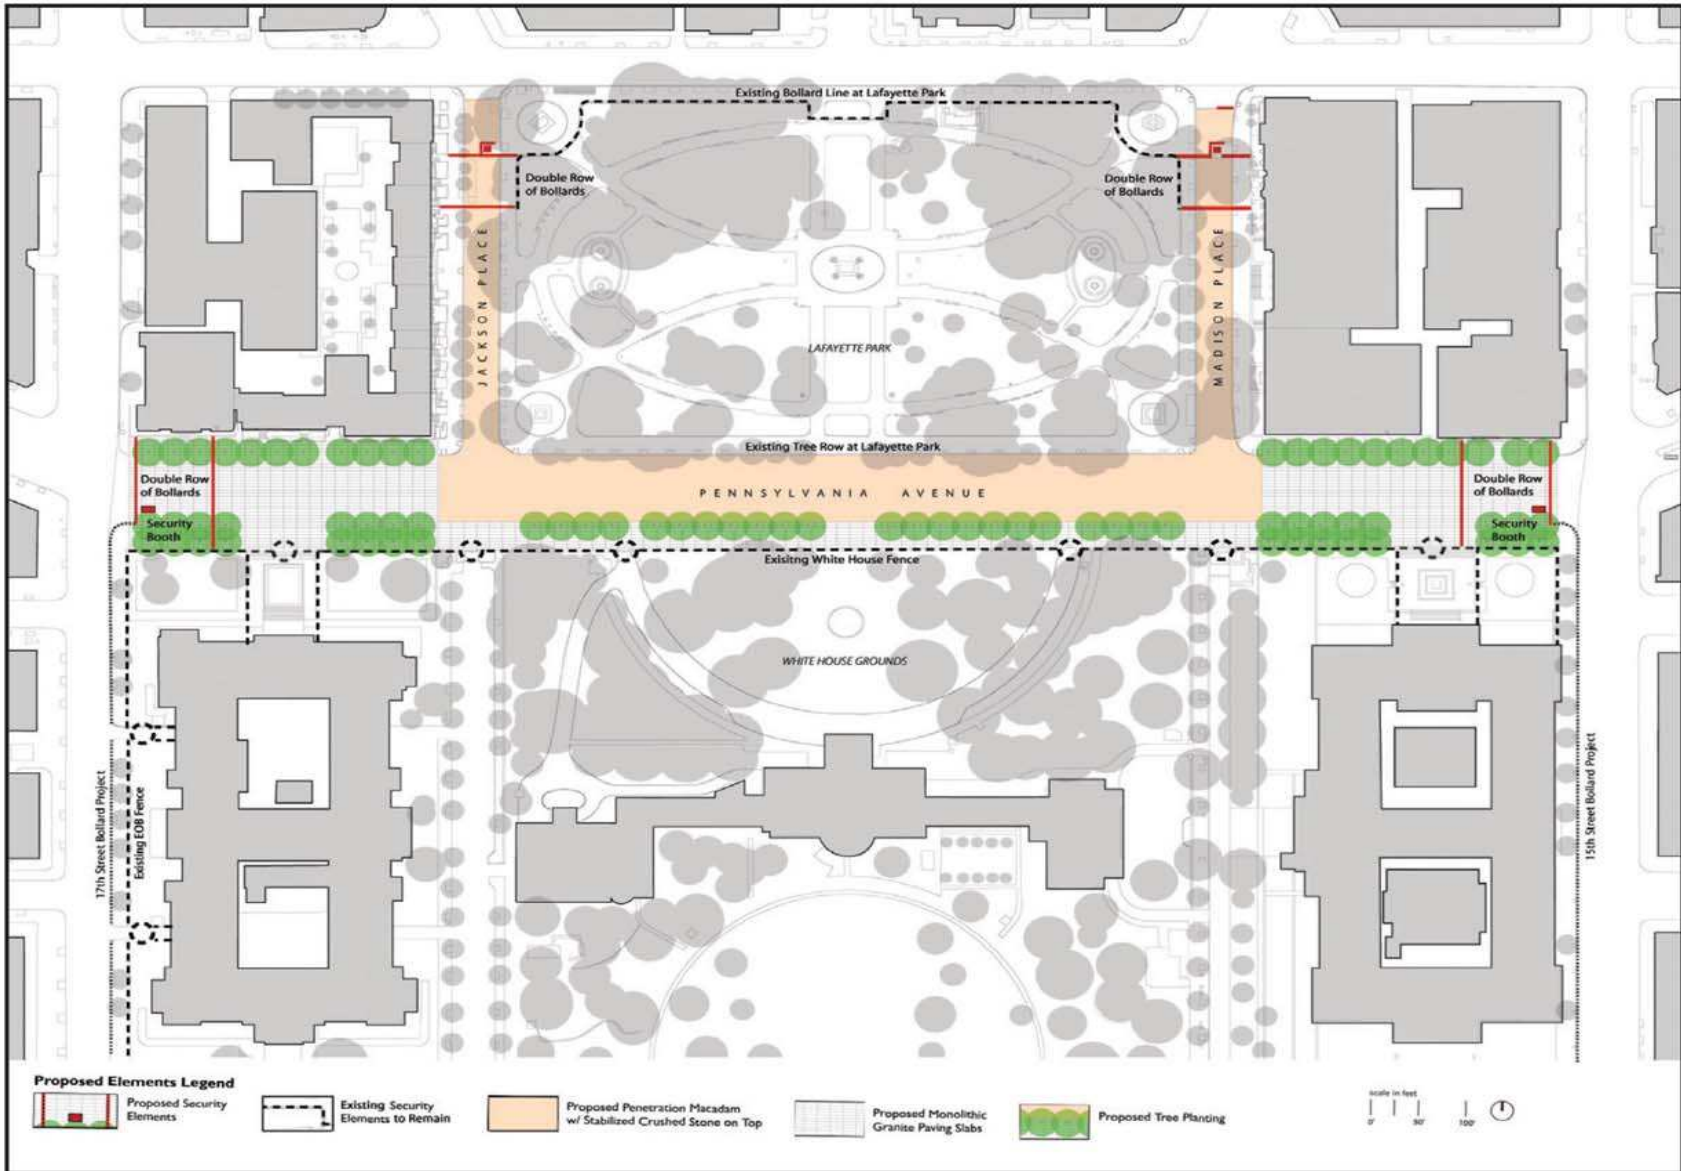 Existing Bollard Line at Lafayette Park
Double Row
of Bollards
Double Row
of Bollards
JACKSON PLACE
MADISON PLACE
LAFAYETTE PARK
Existing Tree Row at Lafayette Park
Double Row
of Bollards
PENNSYLVANIA AVENUE
Double Row
of Bollards
Security
Booth
Security
Booth
Exisitng White House Fence
WHITE HOUSE GROUNDS
17th Street Bollard Project
Existing EOB Fence
15th Street Bollard Project
Proposed Elements Legend
Proposed Security
Elements
Existing Security
Elements to Remain
Proposed Penetration Macadam
w/ Stabilized Crushed Stone on Top
Proposed Monolithic
Granite Paving Slabs
Proposed Tree Planting
scale in feet
0' 50' 100'